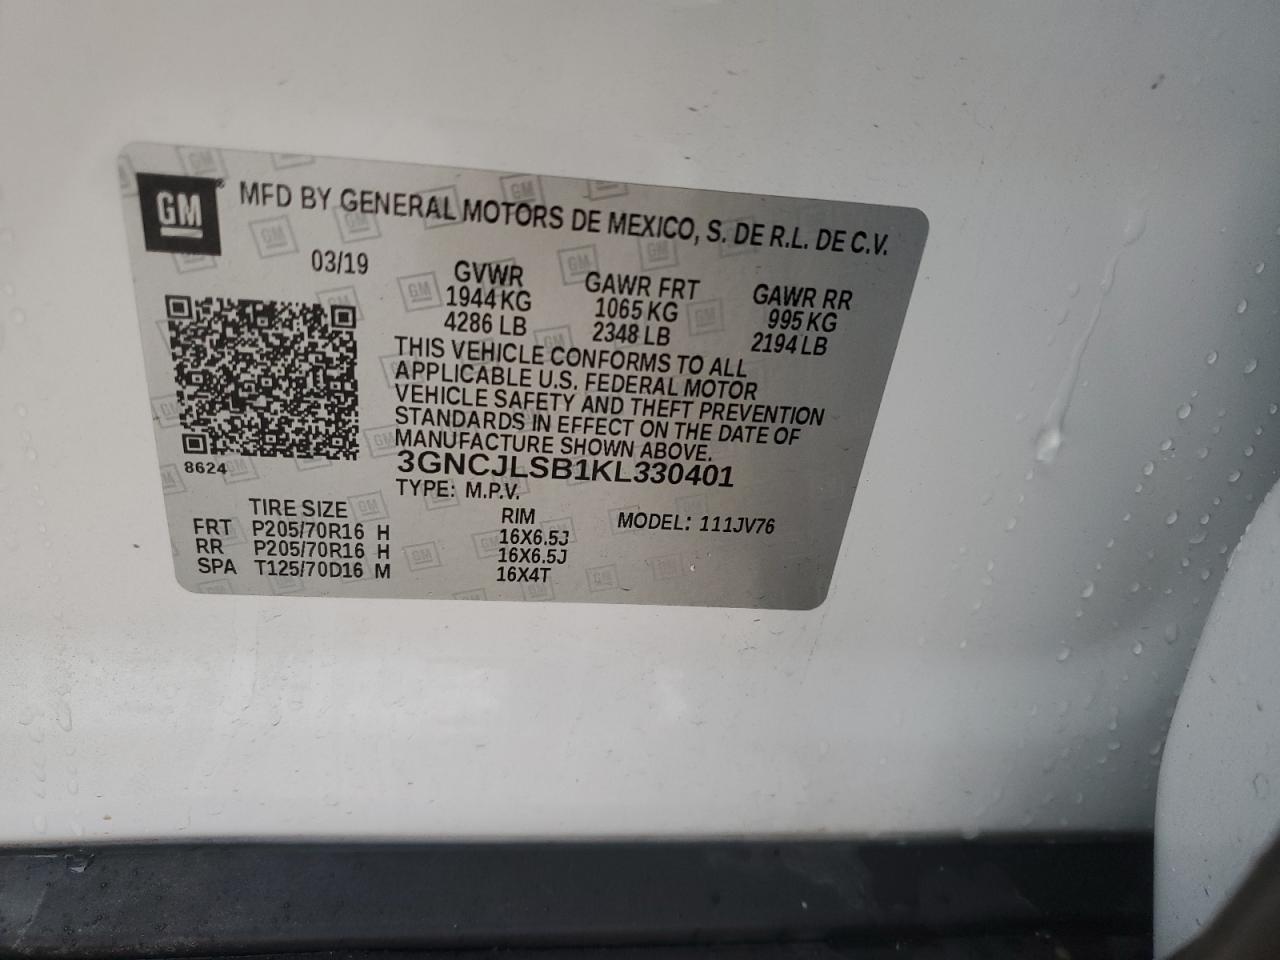 GM ® MFD BY GENERAL MOTORS DE MEXICO, S. DE R.L. DE C.V.
03/19 GVWR GAWR FRT GAWR RR
1944 KG 1065 KG 995 KG
4286 LB 2348 LB 2194 LB
THIS VEHICLE CONFORMS TO ALL
APPLICABLE U.S. FEDERAL MOTOR
VEHICLE SAFETY AND THEFT PREVENTION
STANDARDS IN EFFECT ON THE DATE OF
MANUFACTURE SHOWN ABOVE.
8624 3GNCJLSB1KL330401
TYPE: M.P.V.
TIRE SIZE RIM MODEL: 111JV76
FRT P205/70R16 H 16X6.5J
RR P205/70R16 H 16X6.5J
SPA T125/70D16 M 16X4T